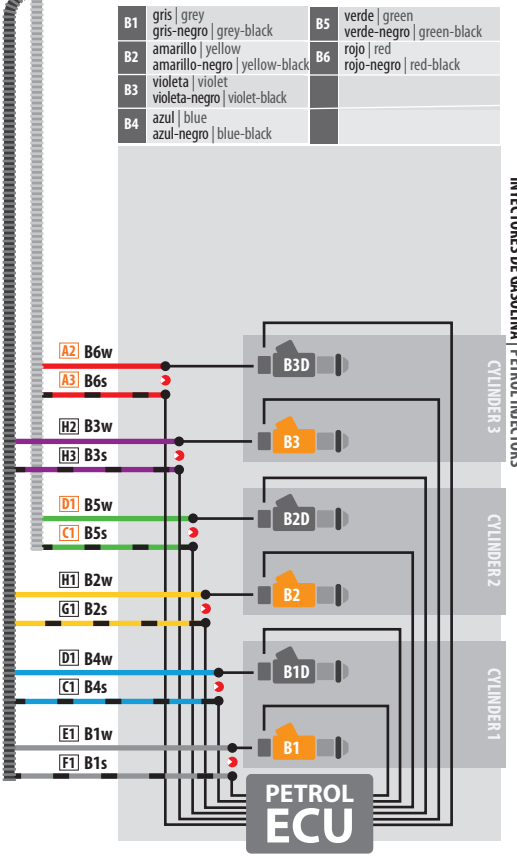 B1 gris | grey
gris-negro | grey-black
B2 amarillo | yellow
amarillo-negro | yellow-black
B3 violeta | violet
violeta-negro | violet-black
B4 azul | blue
azul-negro | blue-black
B5 verde | green
verde-negro | green-black
B6 rojo | red
rojo-negro | red-black
INYECTORES DE GASOLINA | PETROL INJECTORS
A2 B6w
A3 B6s
B3D
CYLINDER 3
H2 B3w
H3 B3s
B3
D1 B5w
C1 B5s
B2D
CYLINDER 2
H1 B2w
G1 B2s
B2
D1 B4w
C1 B4s
B1D
CYLINDER 1
E1 B1w
F1 B1s
B1
PETROL
ECU